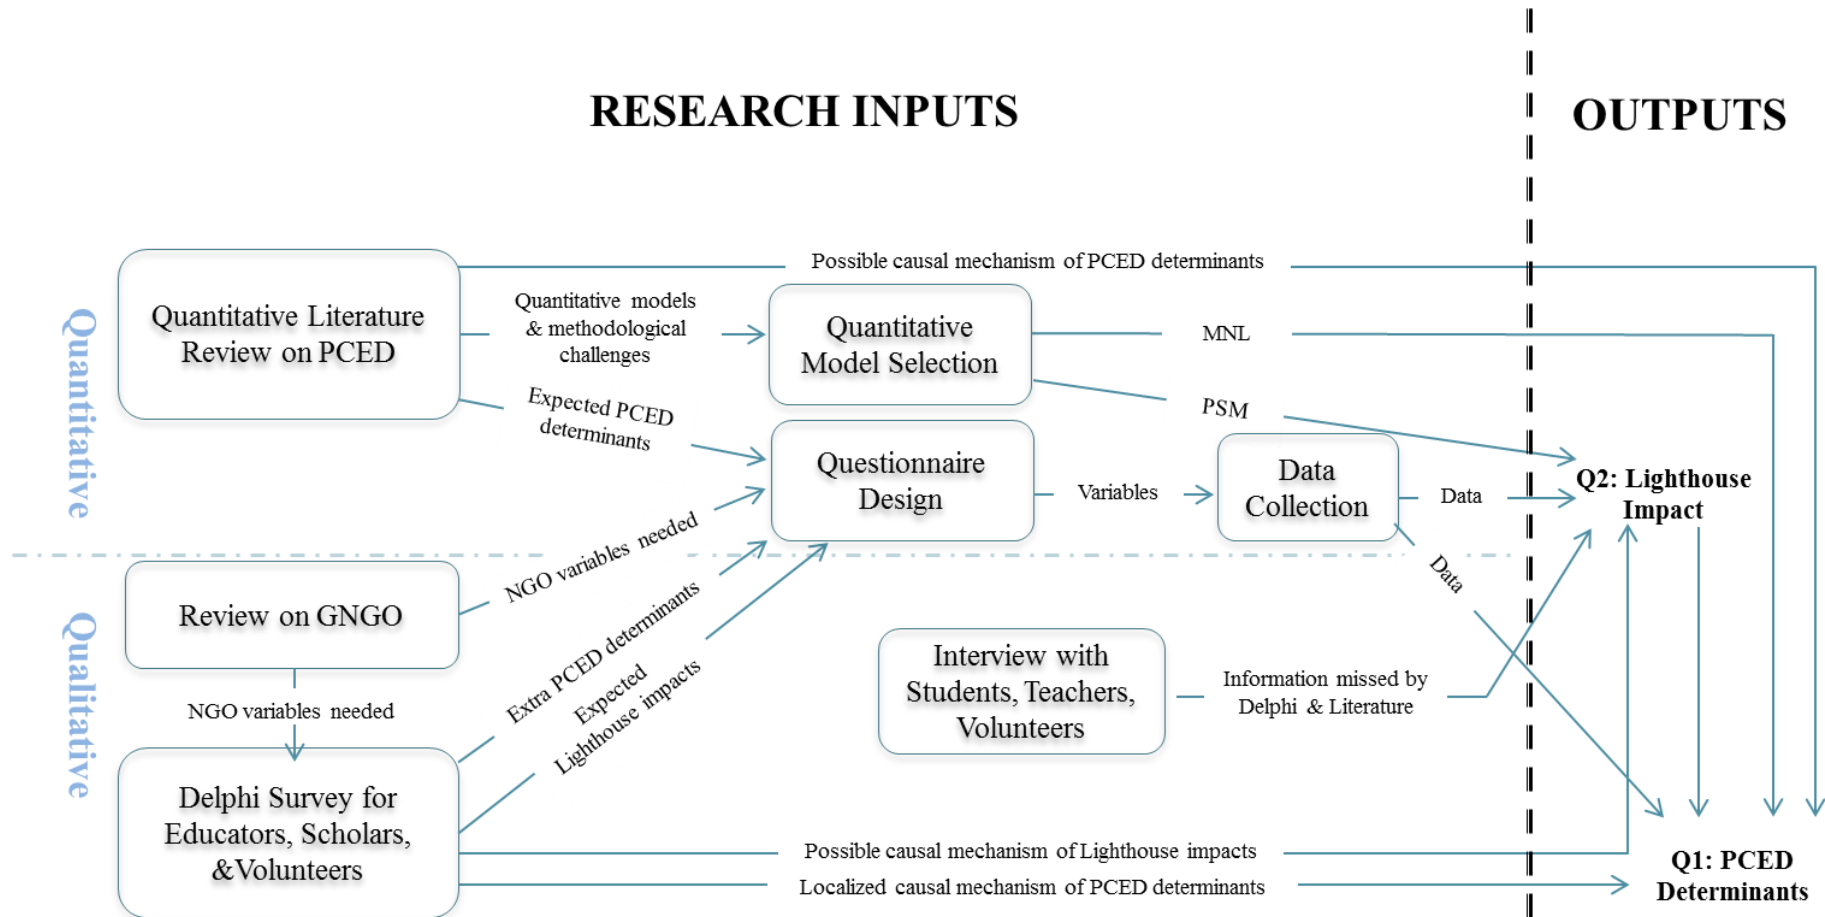 RESEARCH INPUTS
OUTPUTS
Quantitative
Qualitative
Quantitative Literature
Review on PCED
Possible causal mechanism of PCED determinants
Quantitative models
& methodological
challenges
Quantitative
Model Selection
MNL
PSM
Expected PCED
determinants
Questionnaire
Design
Variables
Data
Collection
Data
Data
Q2: Lighthouse
Impact
NGO variables needed
Review on GNGO
NGO variables needed
Extra PCED determinants
Expected
Lighthouse impacts
Interview with
Students, Teachers,
Volunteers
Information missed by
Delphi & Literature
Delphi Survey for
Educators, Scholars,
&Volunteers
Possible causal mechanism of Lighthouse impacts
Localized causal mechanism of PCED determinants
Q1: PCED
Determinants